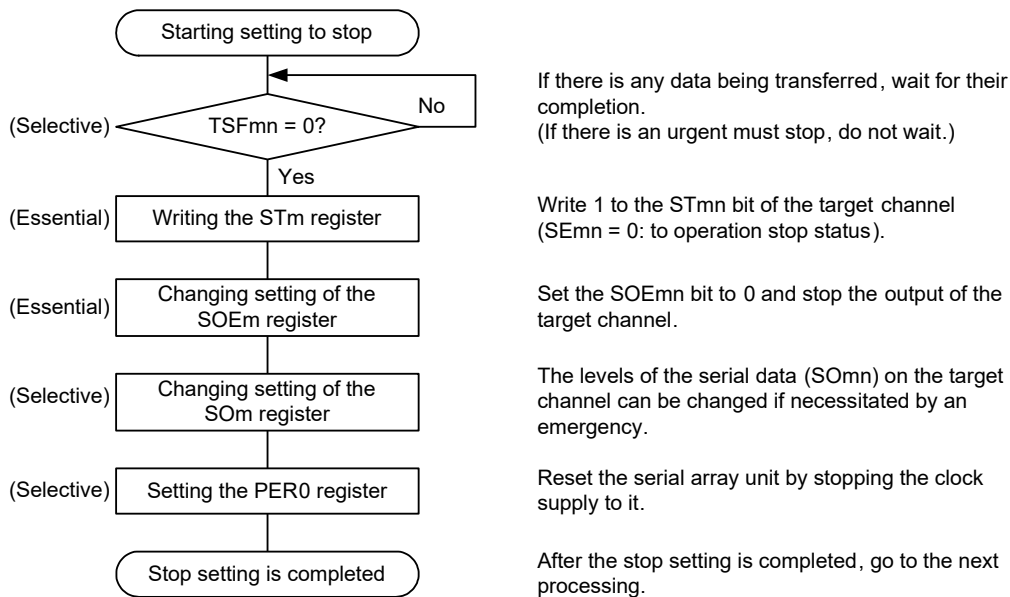 Starting setting to stop
If there is any data being transferred, wait for their
completion.
(If there is an urgent must stop, do not wait.)
No
(Selective)
TSFmn = 0?
Yes
(Essential)
Writing the STm register
Write 1 to the STmn bit of the target channel
(SEmn = 0: to operation stop status).
(Essential)
Changing setting of the
SOEm register
Set the SOEmn bit to 0 and stop the output of the
target channel.
(Selective)
Changing setting of the
SOm register
The levels of the serial data (SOmn) on the target
channel can be changed if necessitated by an
emergency.
(Selective)
Setting the PER0 register
Reset the serial array unit by stopping the clock
supply to it.
Stop setting is completed
After the stop setting is completed, go to the next
processing.